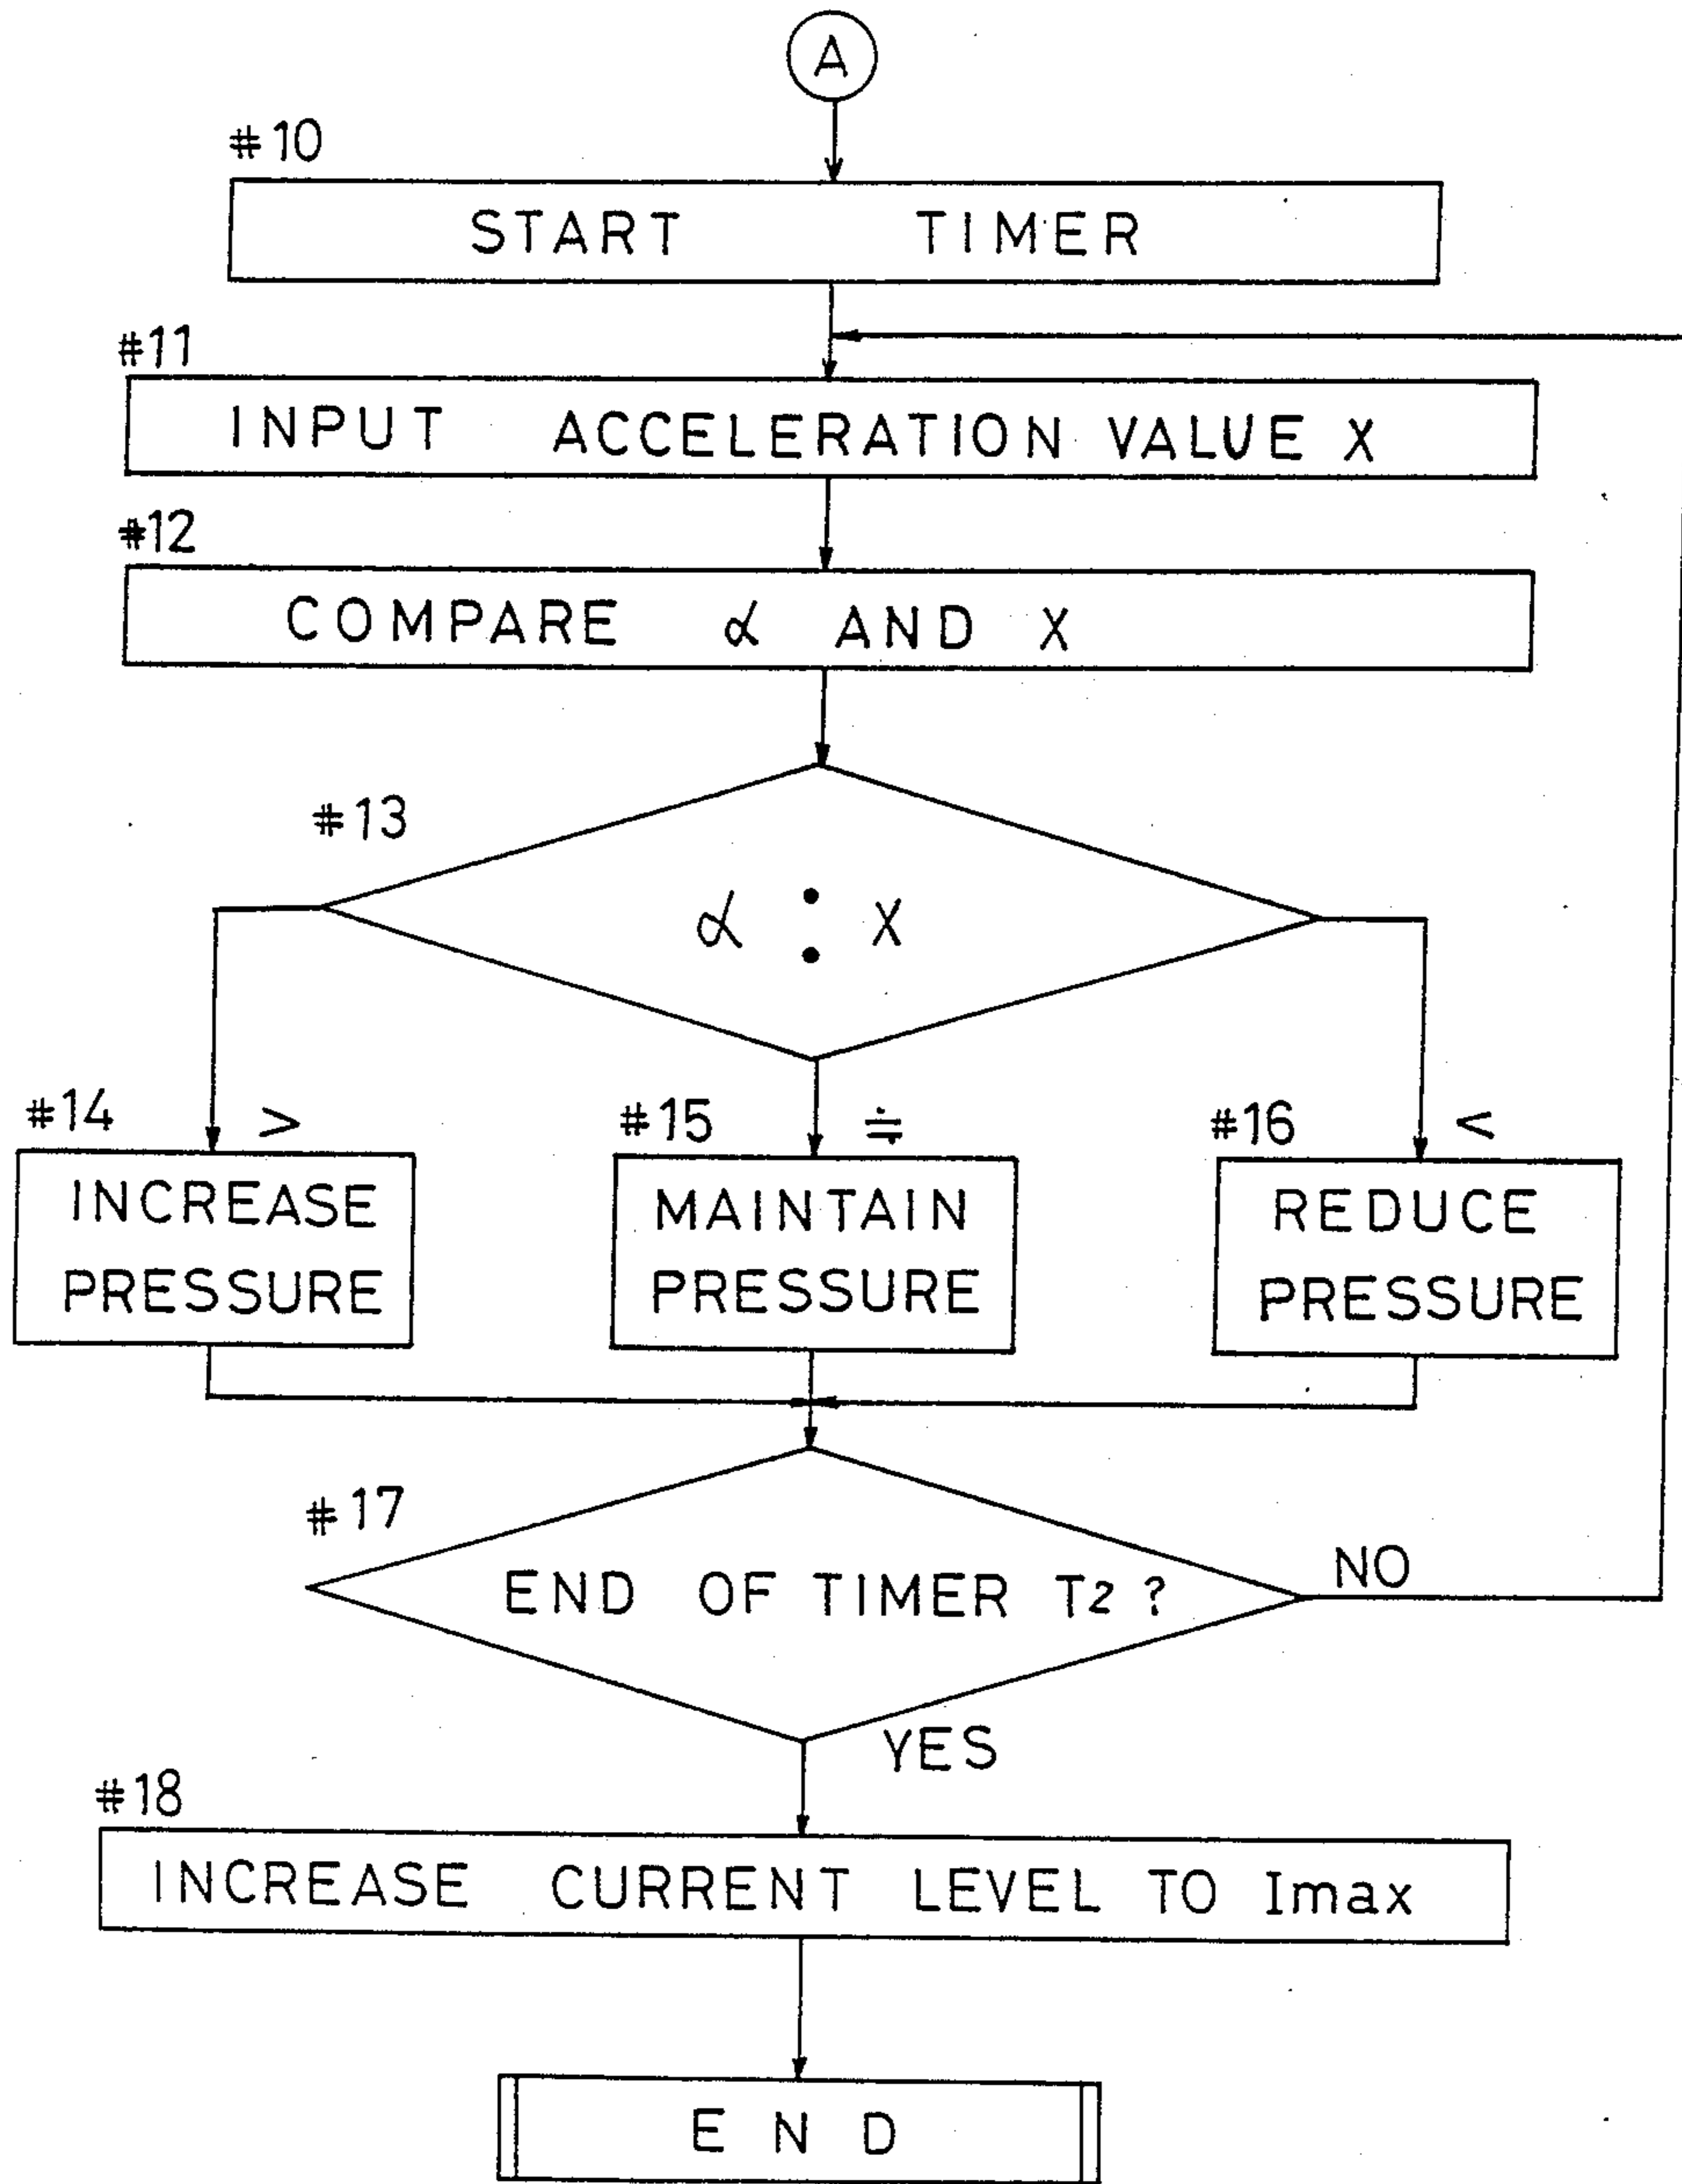 A
#10
START TIMER
#11
INPUT ACCELERATION VALUE X
#12
COMPARE α AND X
#13
α : X
#14 >
INCREASE
PRESSURE
#15 ≒
MAINTAIN
PRESSURE
#16 <
REDUCE
PRESSURE
#17
END OF TIMER T2 ?
NO
YES
#18
INCREASE CURRENT LEVEL TO Imax
END